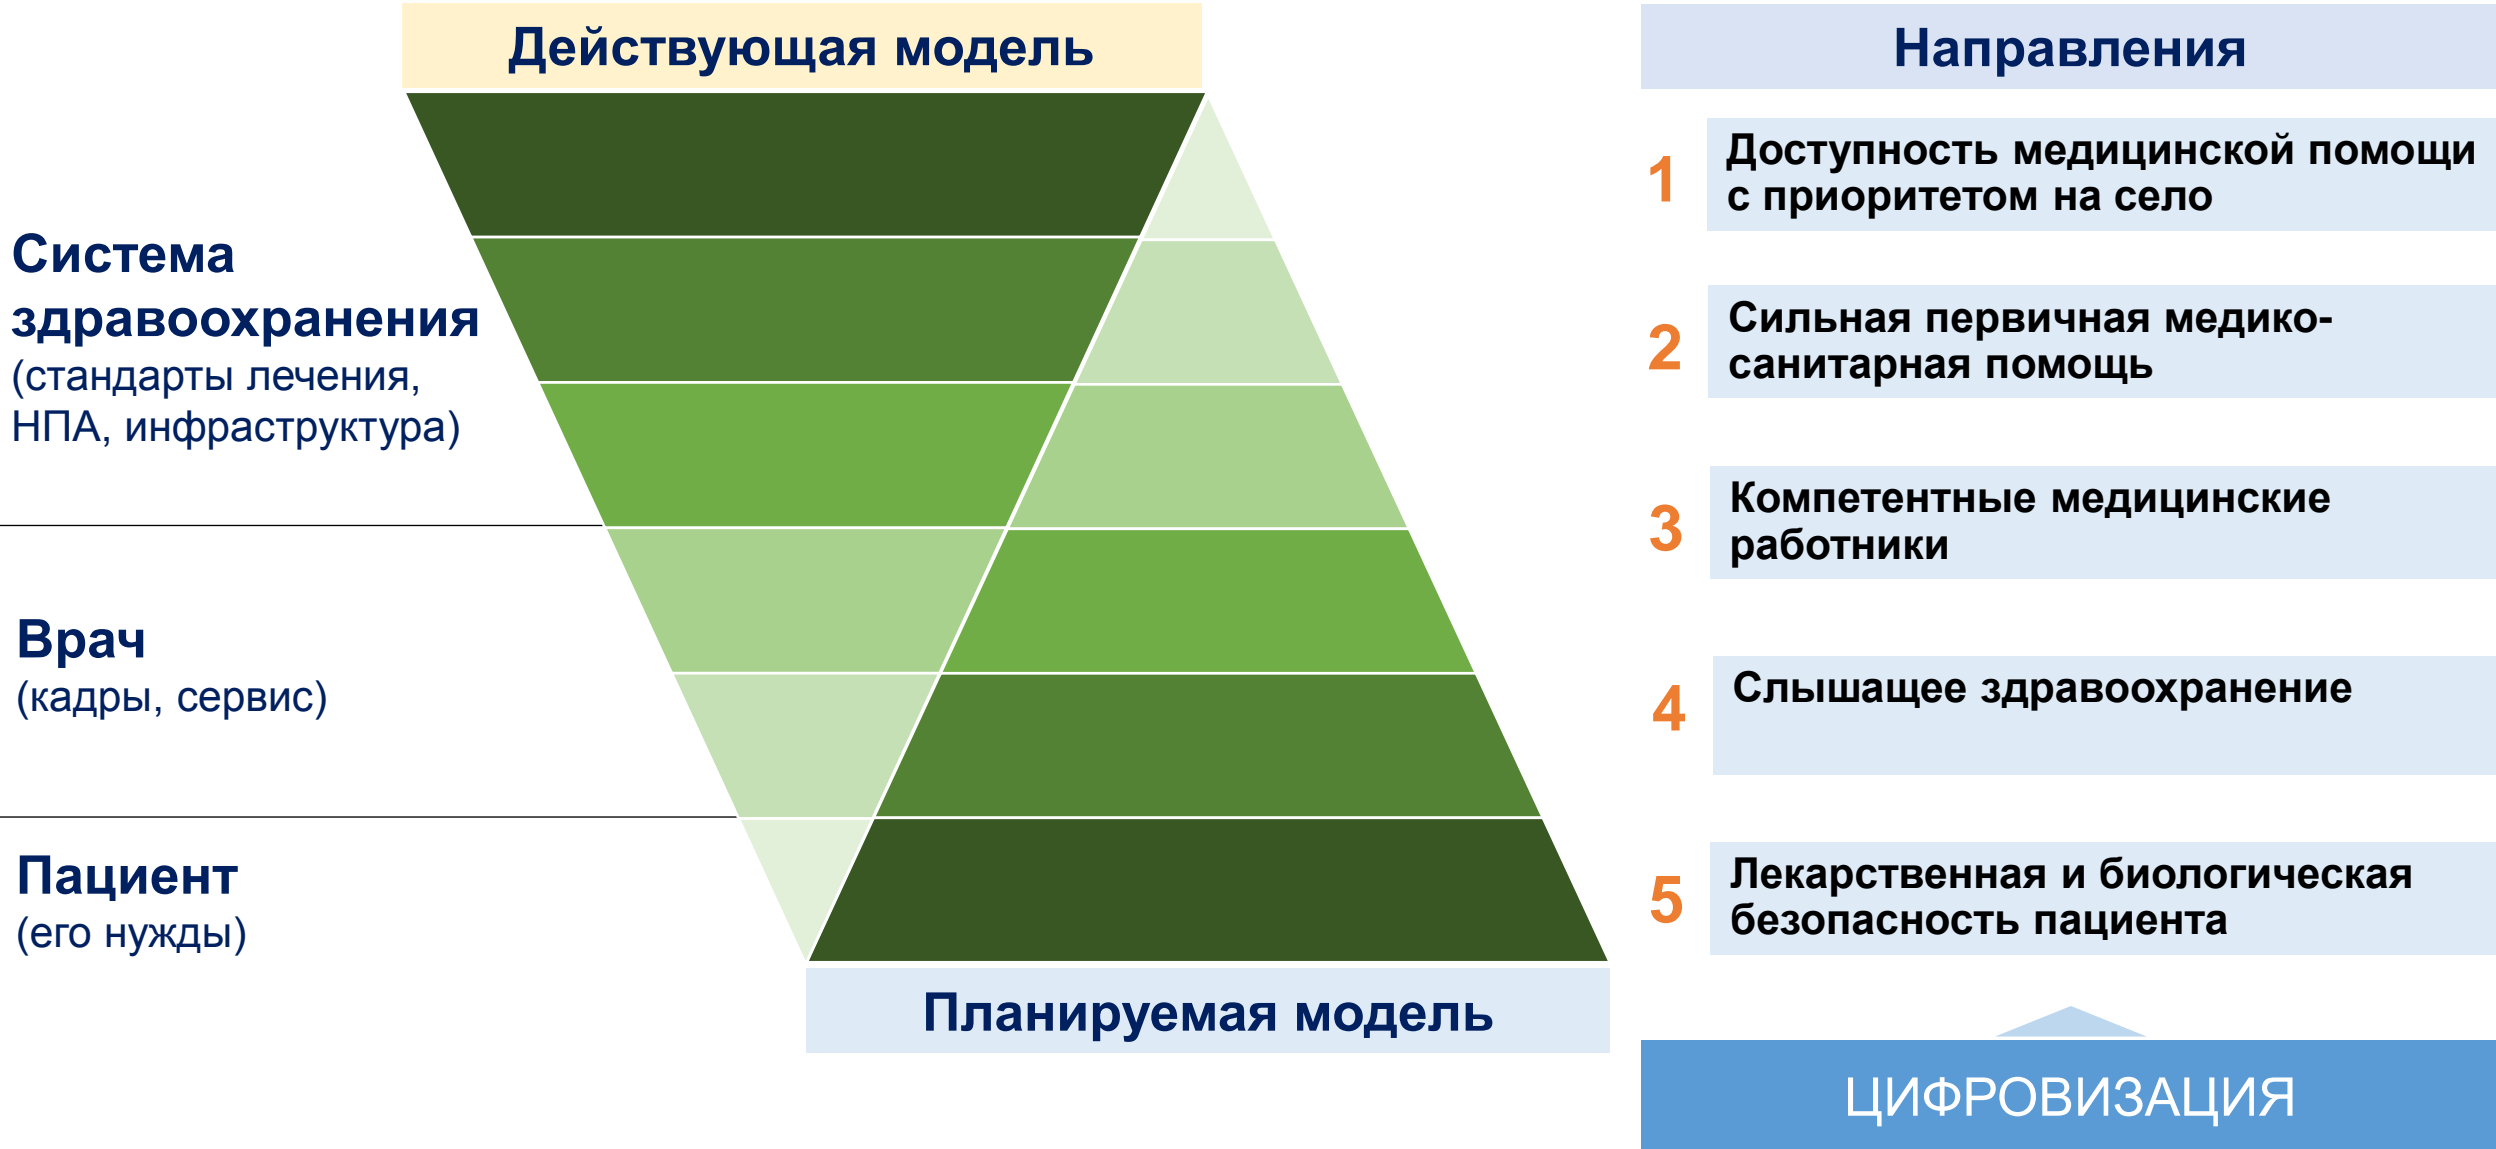 Действующая модель
Система
здравоохранения
(стандарты лечения,
НПА, инфраструктура)
Врач
(кадры, сервис)
Пациент
(его нужды)
Планируемая модель
Направления
1
Доступность медицинской помощи
с приоритетом на село
2
Сильная первичная медико-
санитарная помощь
3
Компетентные медицинские
работники
4
Слышащее здравоохранение
5
Лекарственная и биологическая
безопасность пациента
ЦИФРОВИЗАЦИЯ